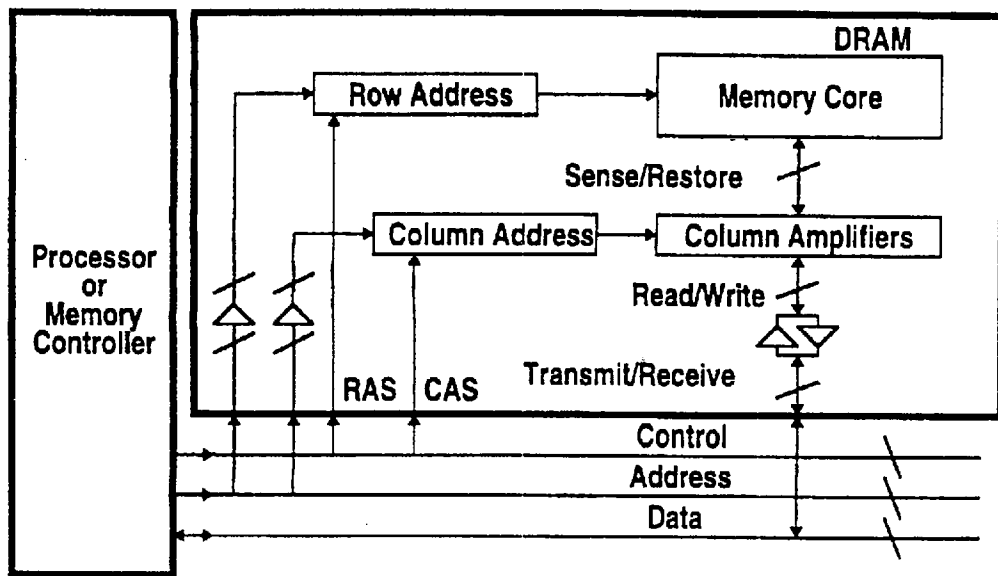 DRAM
Row Address
Memory Core
Sense/Restore
Column Address
Column Amplifiers
Processor
or
Memory
Controller
Read/Write
Transmit/Receive
RAS
CAS
Control
Address
Data